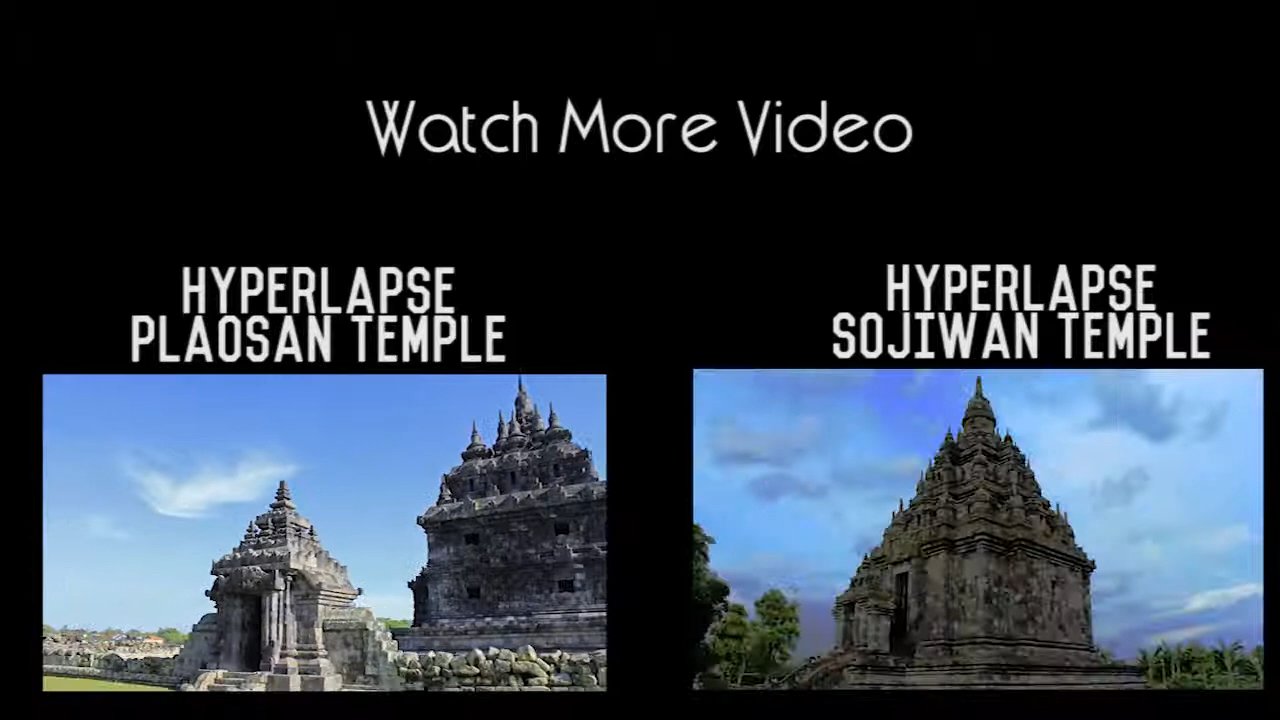 Watch More Video
HYPERLAPSE
PLAOSAN TEMPLE
HYPERLAPSE
SOJIWAN TEMPLE